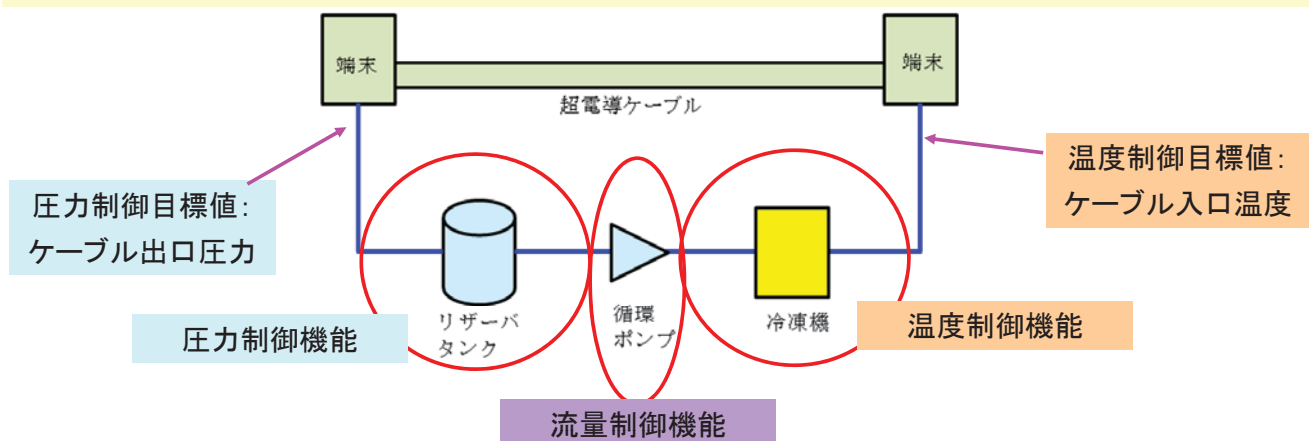 端末
端末
超電導ケーブル
圧力制御目標値：
ケーブル出口圧力
温度制御目標値：
ケーブル入口温度
リザーバ
タンク
循環
ポンプ
冷凍機
圧力制御機能
温度制御機能
流量制御機能